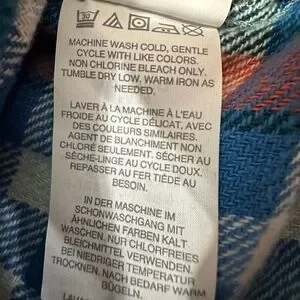 30
MACHINE WASH COLD, GENTLE
CYCLE WITH LIKE COLORS.
NON CHLORINE BLEACH ONLY.
TUMBLE DRY LOW, WARM IRON AS
NEEDED.
LAVER À LA MACHINE À L'EAU
FROIDE AU CYCLE DÉLICAT, AVEC
DES COULEURS SIMILAIRES.
AGENT DE BLANCHIMENT NON
CHLORÉ SEULEMENT. SÉCHER AU
SÈCHE-LINGE AU CYCLE DOUX.
REPASSER AU FER TIÈDE AU
BESOIN.
IN DER MASCHINE IM
SCHONWASCHGANG MIT
ÄHNLICHEN FARBEN KALT
WASCHEN. NUR CHLORFREIES
BLEICHMITTEL VERWENDEN.
BEI NIEDRIGER TEMPERATUR
TROCKNEN. NACH BEDARF WARM
BÜGELN.